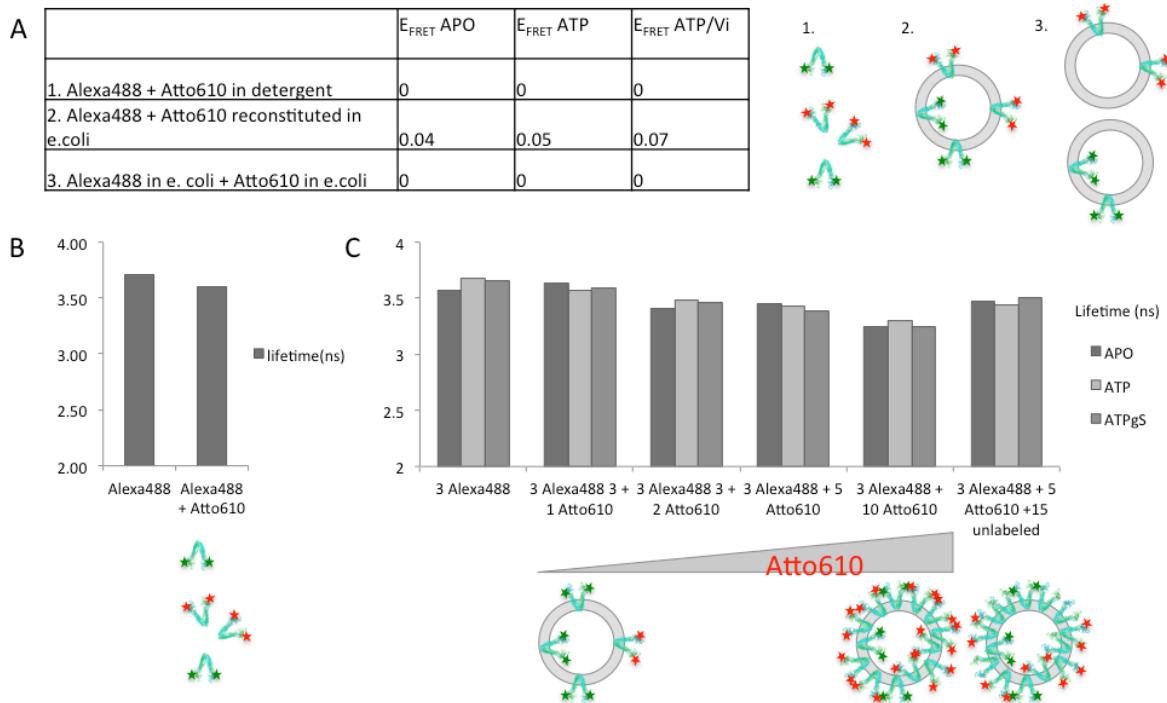 A
E_FRET APO
E_FRET ATP
E_FRET ATP/Vi
1. Alexa488 + Atto610 in detergent
0
0
0
2. Alexa488 + Atto610 reconstituted in
e.coli
0.04
0.05
0.07
3. Alexa488 in e. coli + Atto610 in e.coli
0
0
0
1.
2.
3.
B
4.00
3.50
3.00
2.50
2.00
lifetime(ns)
Alexa488
Alexa488
+ Atto610
C
4
3.5
3
2.5
2
Lifetime (ns)
APO
ATP
ATPgS
3 Alexa488
3 Alexa488 3 +
1 Atto610
3 Alexa488 3 +
2 Atto610
3 Alexa488 + 5
Atto610
3 Alexa488 +
10 Atto610
3 Alexa488 + 5
Atto610 +15
unlabeled
Atto610